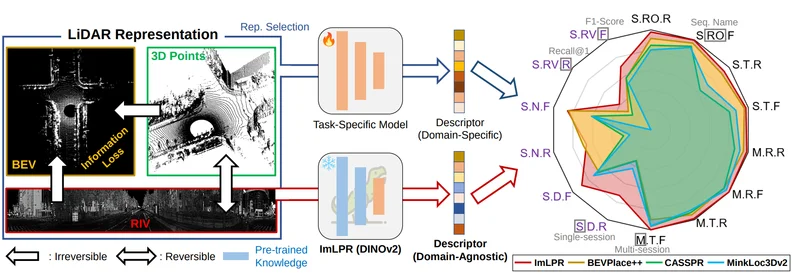 LiDAR Representation
Rep. Selection
3D Points
BEV
Information
Loss
RIV
: Irreversible
: Reversible
Pre-trained
Knowledge
Task-Specific Model
ImLPR (DINOv2)
Descriptor
(Domain-Specific)
Descriptor
(Domain-Agnostic)
F1-Score
Seq. Name
Recall@1
S.RO.R
S.RO.F
S.T.R
S.T.F
M.R.R
M.R.F
M.T.R
M.T.F
Multi-session
S.D.R
Single-session
S.D.F
S.N.R
S.N.F
S.RV.R
S.RV.F
ImLPR
BEVPlace++
CASSPR
MinkLoc3Dv2